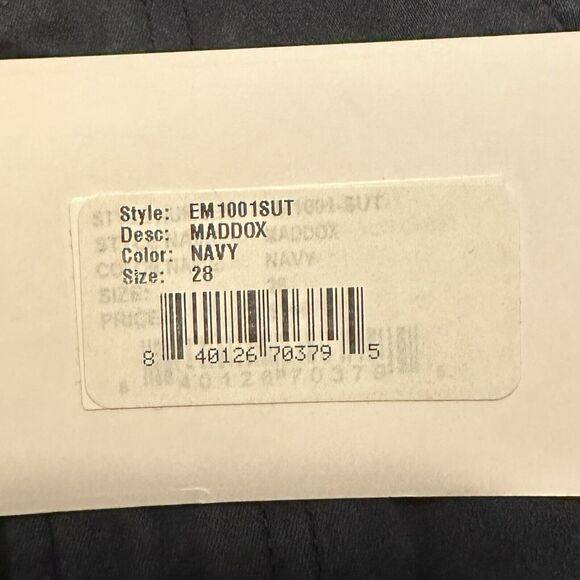 Style: EM1001SUT
Desc: MADDOX
Color: NAVY
Size: 28
8 40126 70379 5